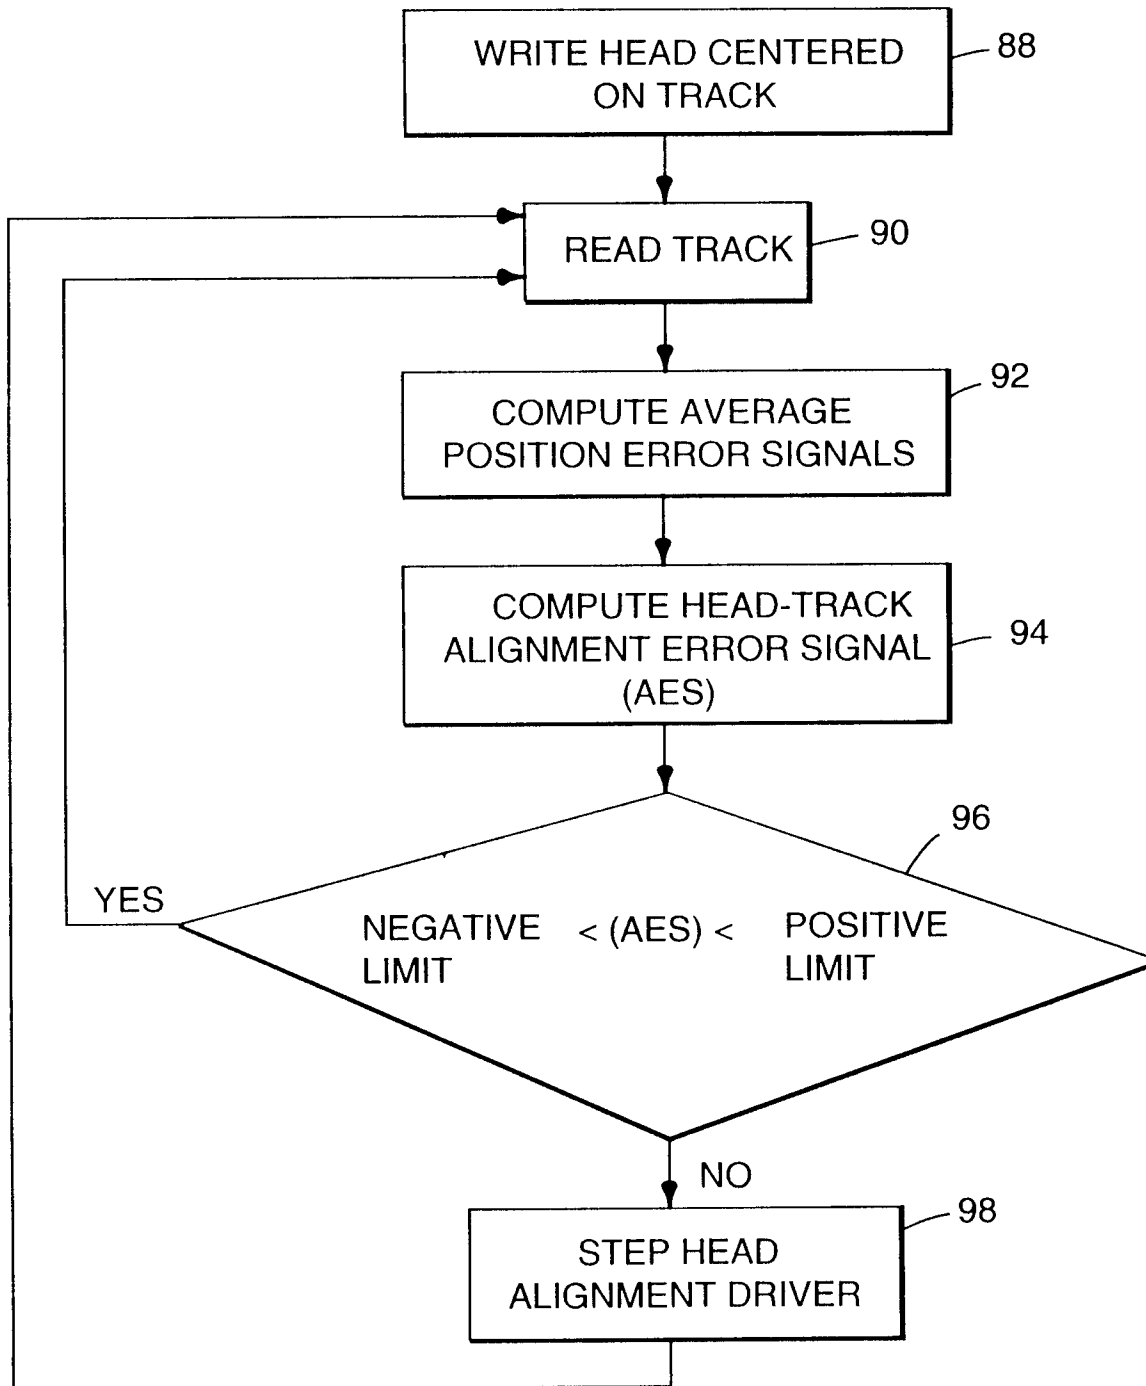 WRITE HEAD CENTERED
ON TRACK
88
READ TRACK
90
COMPUTE AVERAGE
POSITION ERROR SIGNALS
92
COMPUTE HEAD-TRACK
ALIGNMENT ERROR SIGNAL
(AES)
94
96
YES
NEGATIVE < (AES) < POSITIVE
LIMIT LIMIT
NO
STEP HEAD
ALIGNMENT DRIVER
98